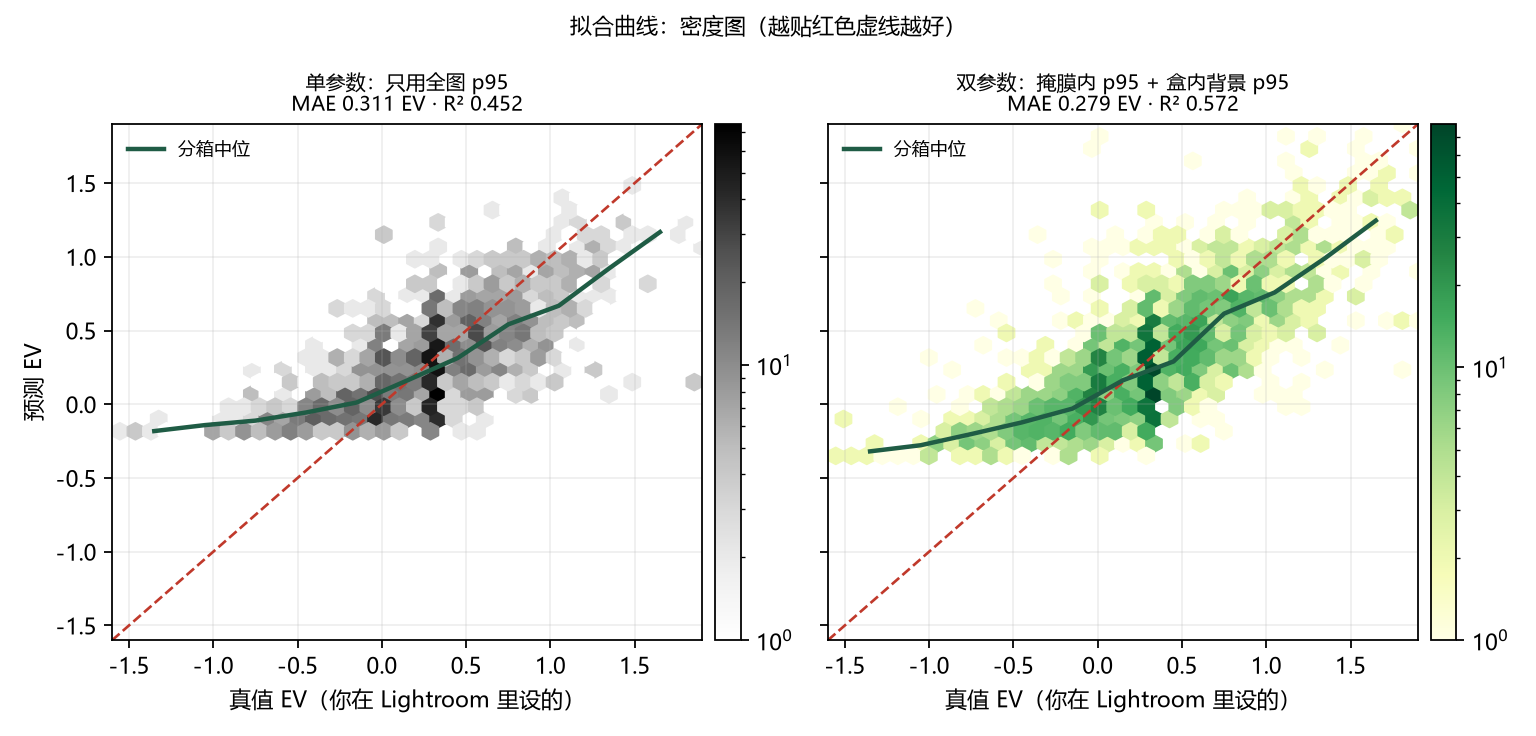 拟合曲线：密度图（越贴红色虚线越好）
单参数：只用全图 p95
MAE 0.311 EV · R² 0.452
分箱中位
1.5
1.0
0.5
0.0
-0.5
-1.0
-1.5
预测 EV
-1.5 -1.0 -0.5 0.0 0.5 1.0 1.5
真值 EV（你在 Lightroom 里设的）
10¹
10⁰
双参数：掩膜内 p95 + 盒内背景 p95
MAE 0.279 EV · R² 0.572
分箱中位
-1.5 -1.0 -0.5 0.0 0.5 1.0 1.5
真值 EV（你在 Lightroom 里设的）
10¹
10⁰